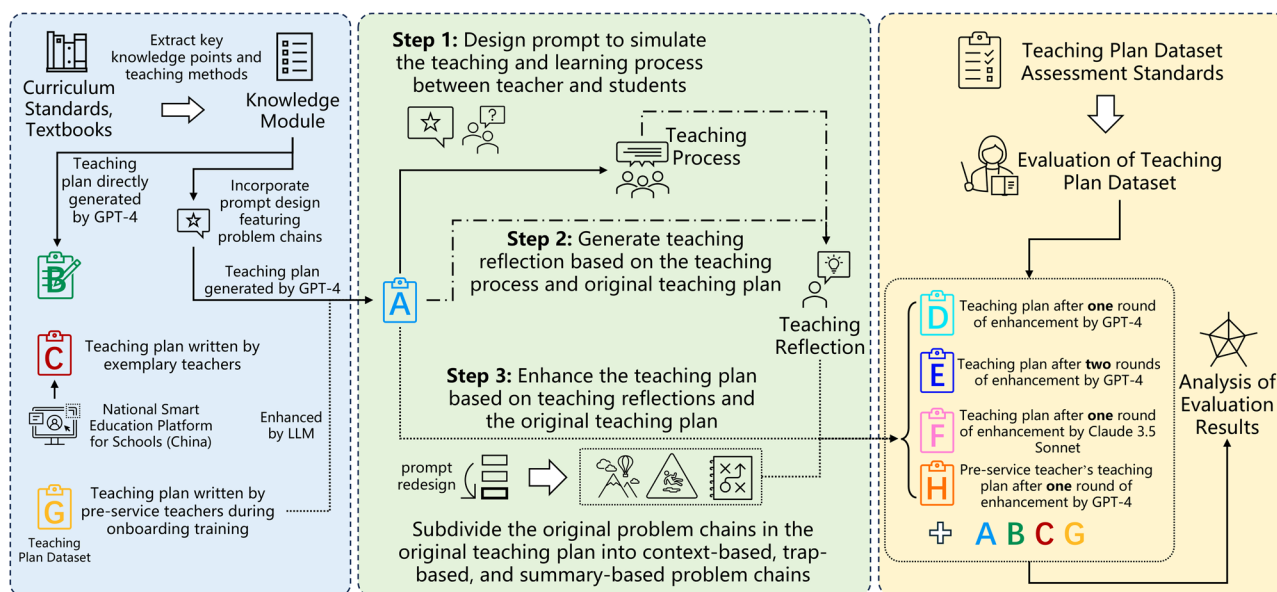 Extract key
knowledge points and
teaching methods
Curriculum
Standards,
Textbooks
Knowledge
Module
Teaching
plan directly
generated
by GPT-4
Incorporate
prompt design
featuring
problem chains
Teaching plan
generated by GPT-4
B
C
Teaching plan written by
exemplary teachers
National Smart
Education Platform
for Schools (China)
Enhanced
by LLM
G
Teaching plan written by
pre-service teachers during
onboarding training
Teaching
Plan Dataset
Step 1: Design prompt to simulate
the teaching and learning process
between teacher and students
?
Teaching
Process
A
Step 2: Generate teaching
reflection based on the teaching
process and original teaching plan
Teaching
Reflection
Step 3: Enhance the teaching plan
based on teaching reflections and
the original teaching plan
prompt
redesign
Subdivide the original problem chains in the
original teaching plan into context-based, trap-
based, and summary-based problem chains
Teaching Plan Dataset
Assessment Standards
Evaluation of Teaching
Plan Dataset
D
Teaching plan after one round
of enhancement by GPT-4
E
Teaching plan after two rounds
of enhancement by GPT-4
F
Teaching plan after one round
of enhancement by Claude 3.5
Sonnet
H
Pre-service teacher's teaching
plan after one round of
enhancement by GPT-4
A B C G
Analysis of
Evaluation
Results